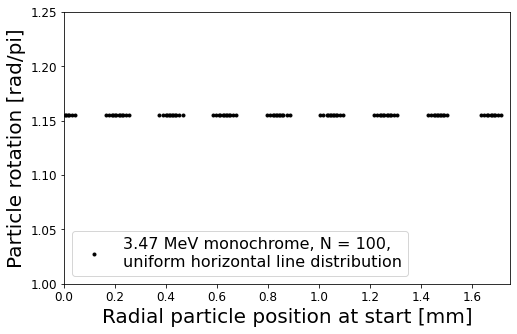 1.25
1.20
1.15
1.10
1.05
1.00
Particle rotation [rad/pi]
3.47 MeV monochrome, N = 100,
uniform horizontal line distribution
0.0 0.2 0.4 0.6 0.8 1.0 1.2 1.4 1.6
Radial particle position at start [mm]